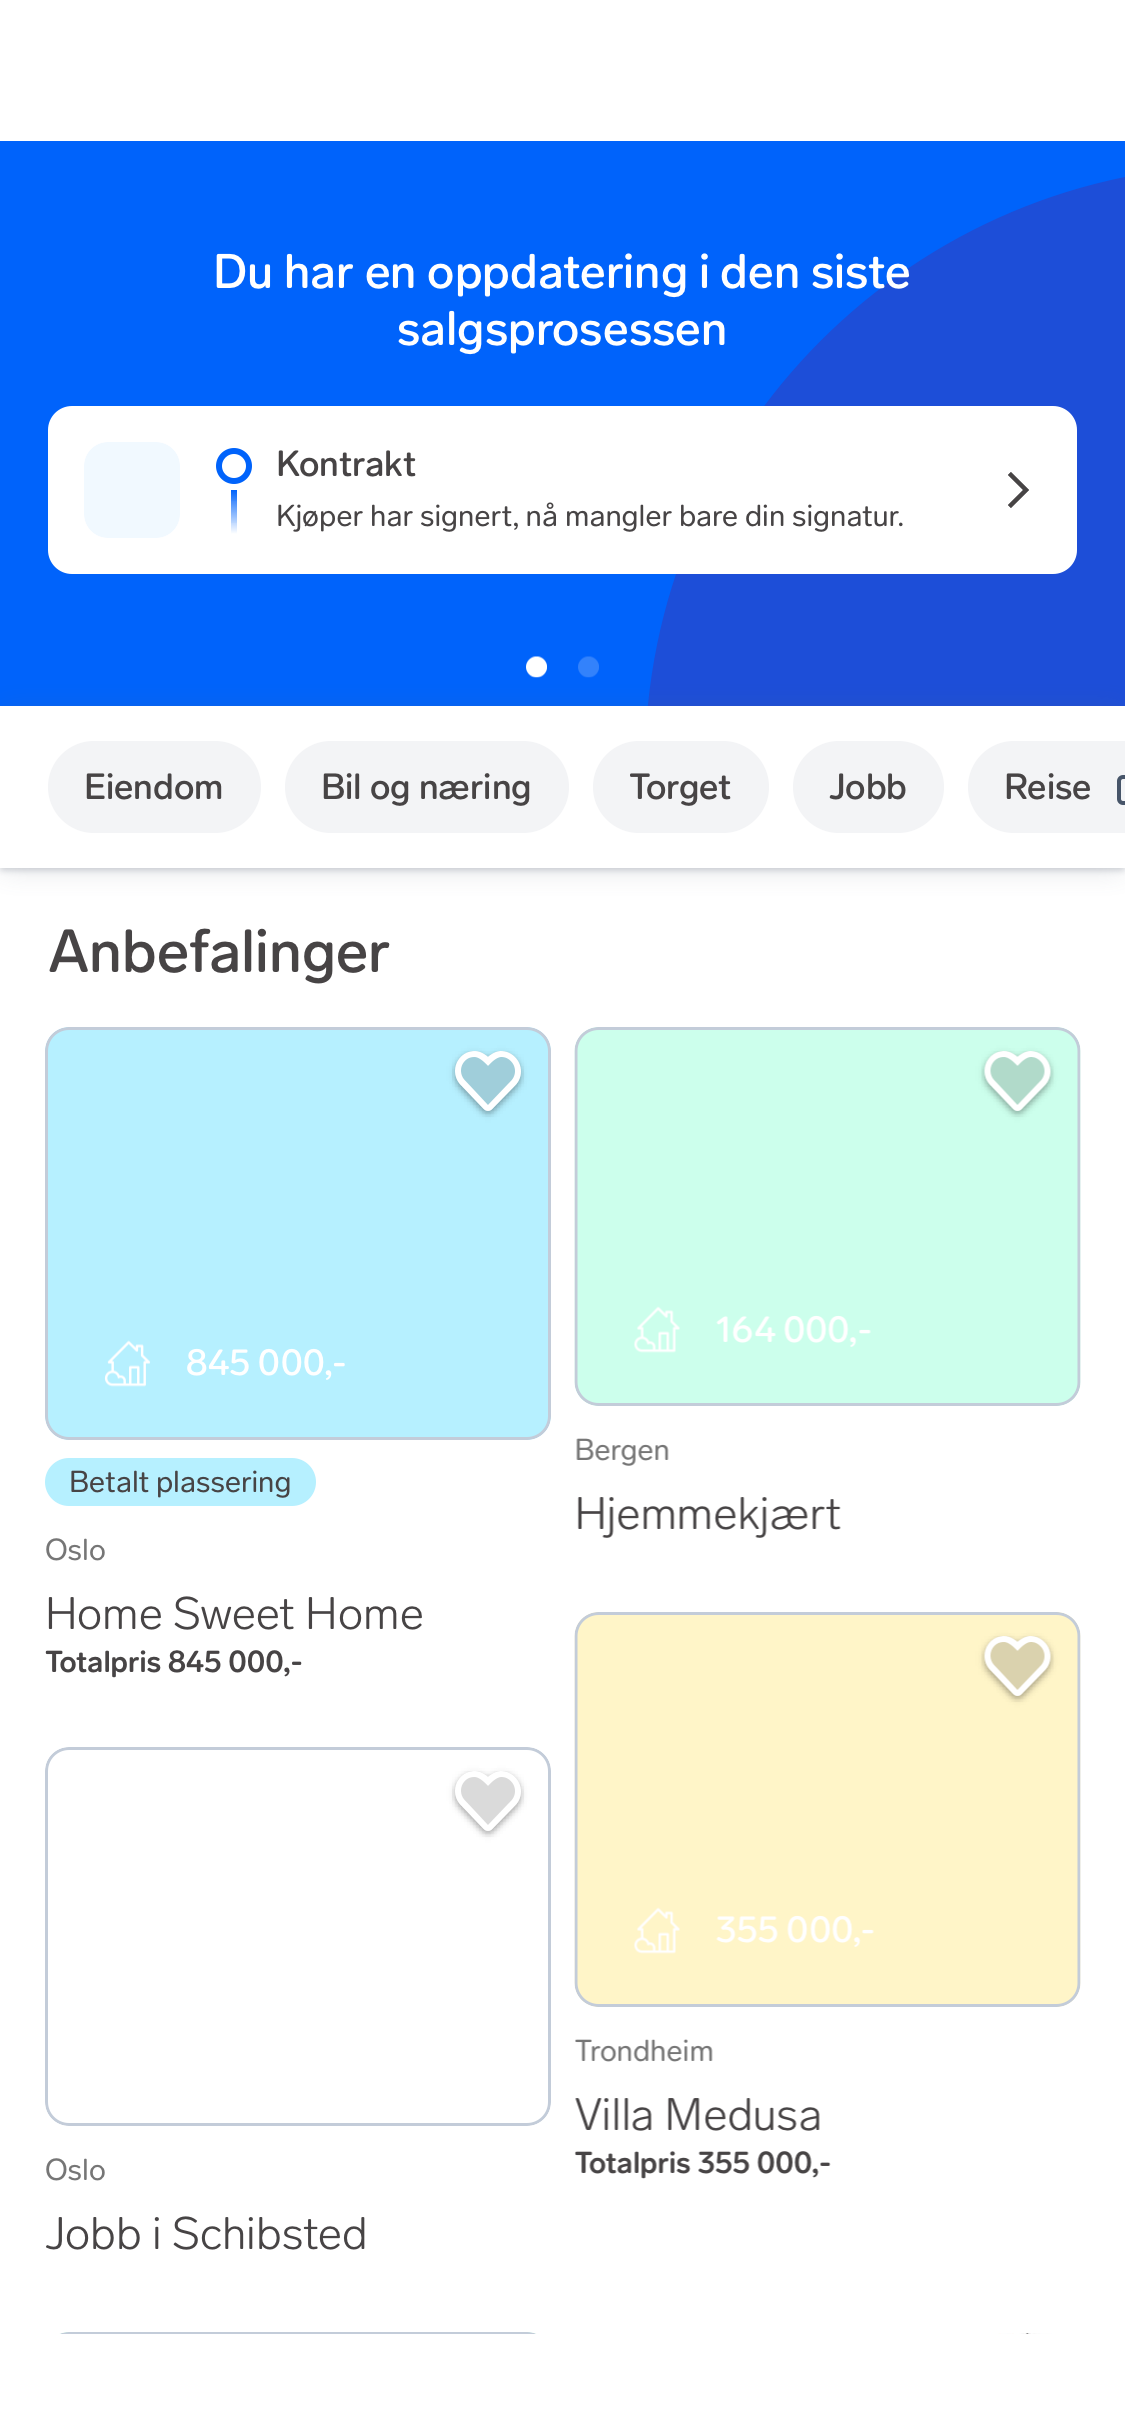 Du har en oppdatering i den siste
salgsprosessen
Kontrakt
Kjøper har signert, nå mangler bare din signatur.
Eiendom
Bil og næring
Torget
Jobb
Reise
Anbefalinger
845 000,-
Betalt plassering
Oslo
Home Sweet Home
Totalpris 845 000,-
164 000,-
Bergen
Hjemmekjært
355 000,-
Trondheim
Villa Medusa
Totalpris 355 000,-
Oslo
Jobb i Schibsted